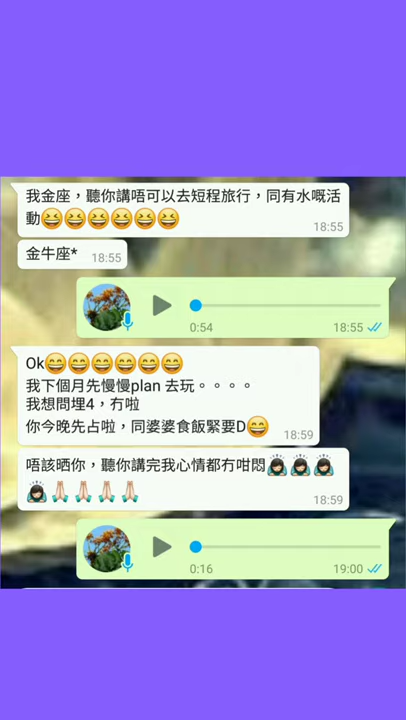 我金座，聽你講唔可以去短程旅行，同有水嘅活
動😆😆😆😆😆😆
18:55
金牛座*
18:55
0:54
18:55
Ok😄😄😄😄😄😄
我下個月先慢慢plan 去玩。。。。
我想問埋4，冇啦
你今晚先占啦，同婆婆食飯緊要D😄
18:59
唔該晒你，聽你講完我心情都冇咁悶🙇🏻‍♀️🙇🏻‍♀️🙇🏻‍♀️
🙇🏻‍♀️🙏🏻🙏🏻🙏🏻🙏🏻
18:59
0:16
19:00